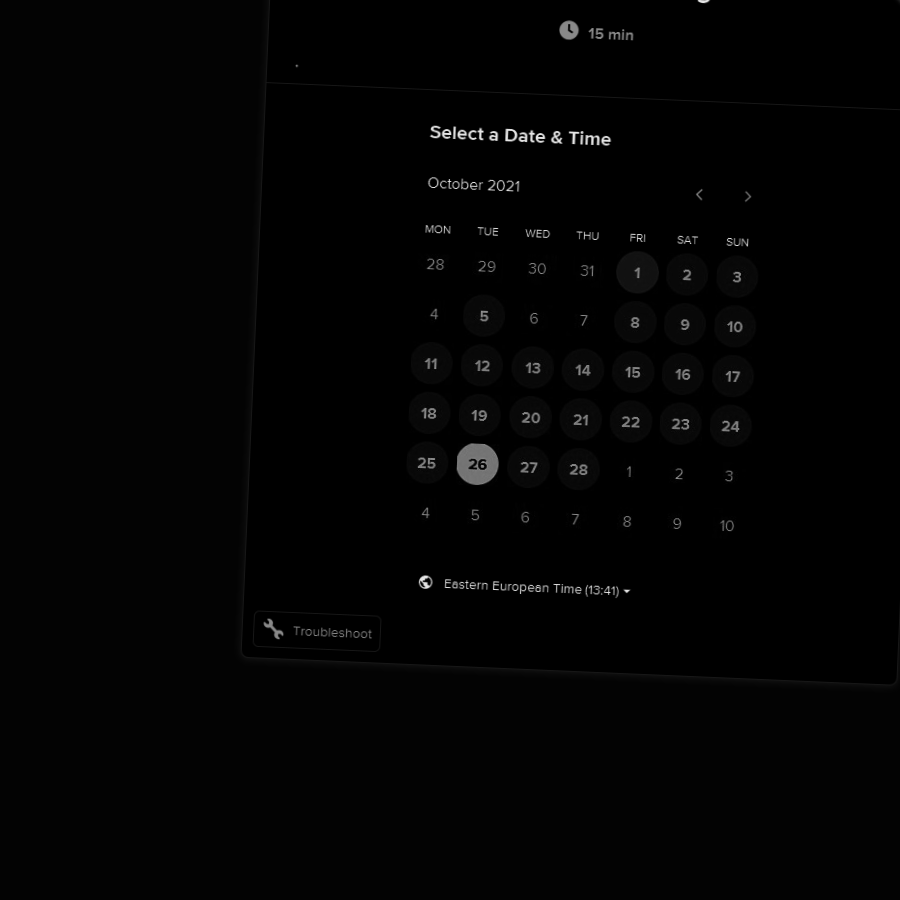 15 min
.
Select a Date & Time
October 2021
MON TUE WED THU FRI SAT SUN
28 29 30 31 1 2 3
4 5 6 7 8 9 10
11 12 13 14 15 16 17
18 19 20 21 22 23 24
25 26 27 28 1 2 3
4 5 6 7 8 9 10
Eastern European Time (13:41)
Troubleshoot